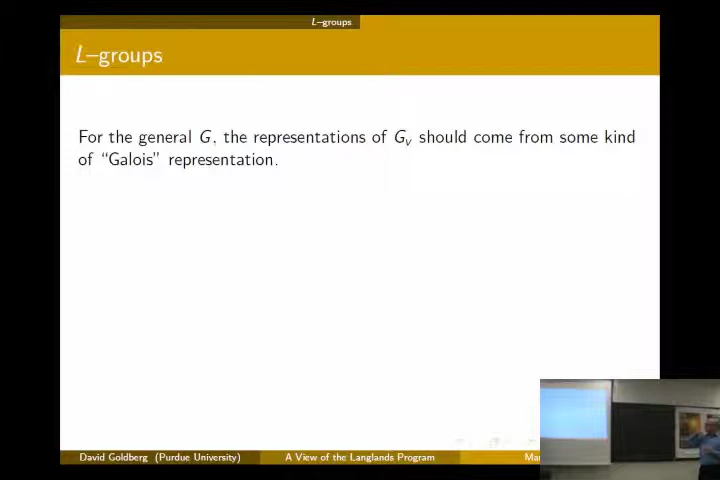 L–groups
L–groups
For the general G, the representations of Gv should come from some kind
of “Galois” representation.
David Goldberg (Purdue University)
A View of the Langlands Program